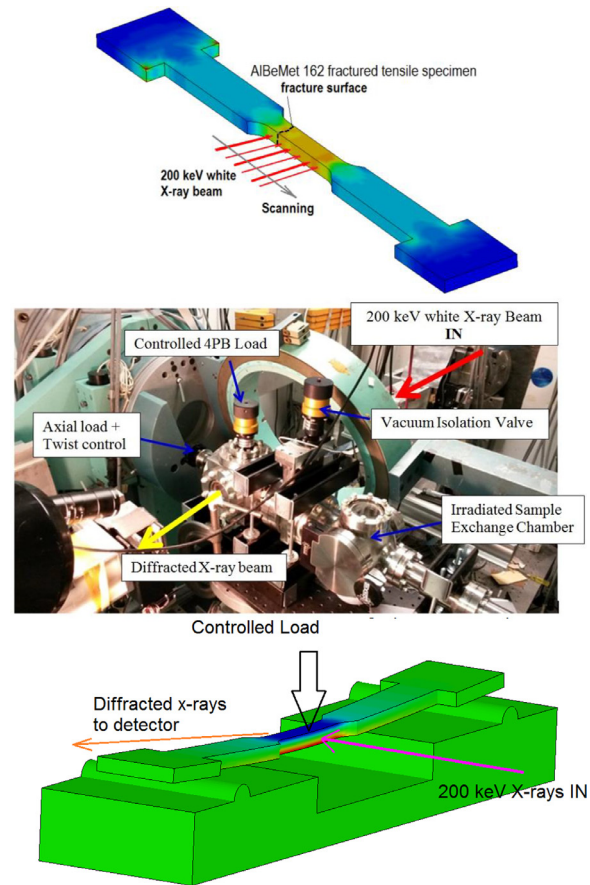 AlBeMet 162 fractured tensile specimen
fracture surface
200 keV white
X-ray beam
Scanning
200 keV white X-ray Beam
IN
Controlled 4PB Load
Axial load +
Twist control
Vacuum Isolation Valve
Irradiated Sample
Exchange Chamber
Diffracted X-ray beam
Controlled Load
Diffracted x-rays
to detector
200 keV X-rays IN